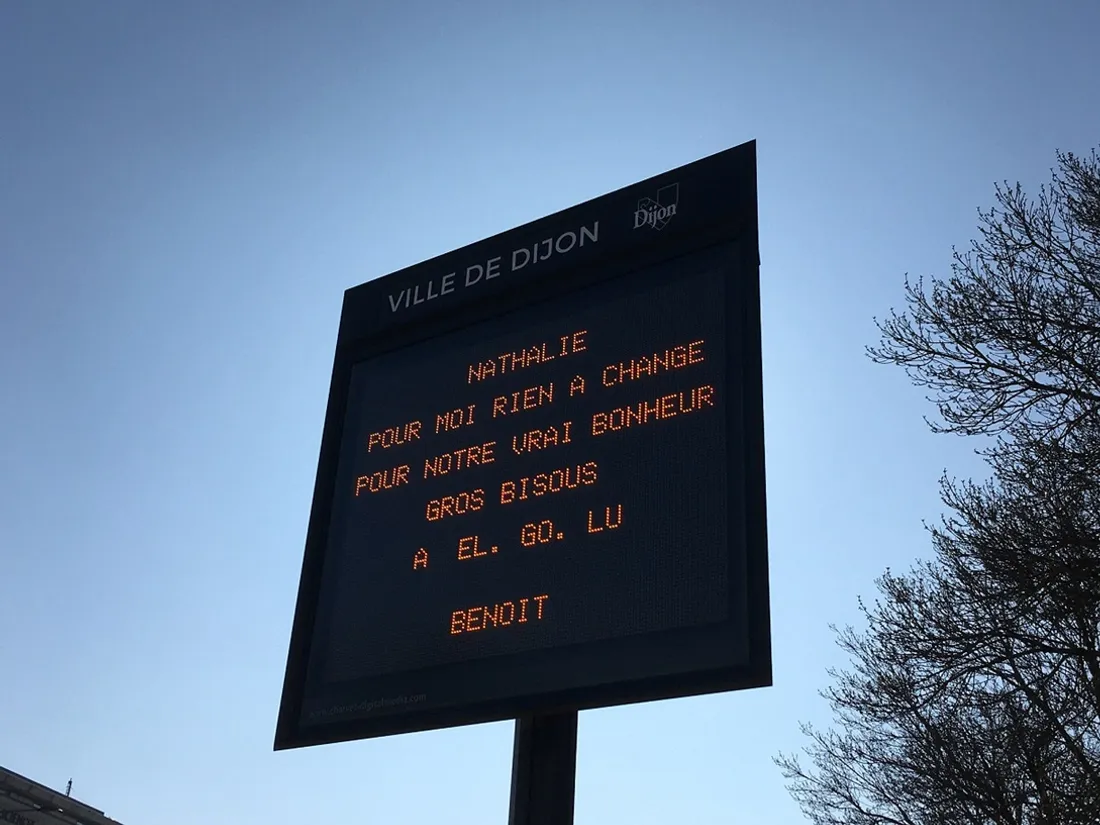 VILLE DE DIJON
Dijon
NATHALIE
POUR MOI RIEN A CHANGE
POUR NOTRE VRAI BONHEUR
GROS BISOUS
A EL. GO. LU
BENOIT